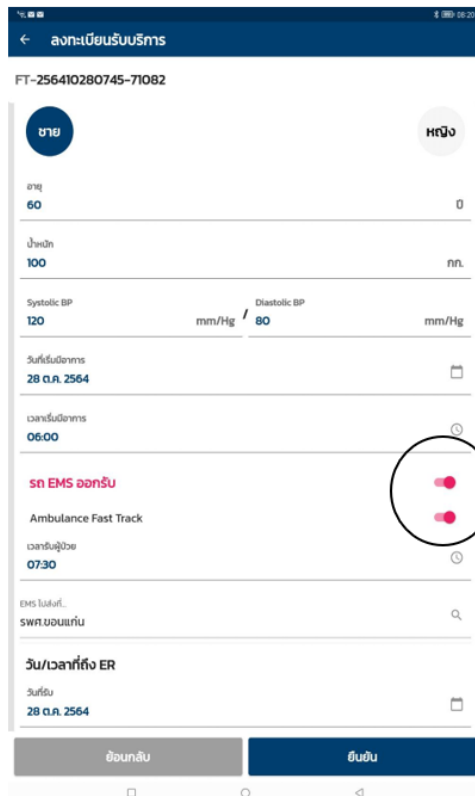 08:20
ลงทะเบียนรับบริการ
FT-256410280745-71082
ชาย
หญิง
อายุ
60
ปี
น้ำหนัก
100
กก.
Systolic BP
Diastolic BP
120 mm/Hg / 80 mm/Hg
วันที่เริ่มมีอาการ
28 ต.ค. 2564
เวลาเริ่มมีอาการ
06:00
รถ EMS ออกรับ
Ambulance Fast Track
เวลารับผู้ป่วย
07:30
EMS ไปส่งที่..
รพศ.ขอนแก่น
วัน/เวลาที่ถึง ER
วันที่รับ
28 ต.ค. 2564
ย้อนกลับ
ยืนยัน